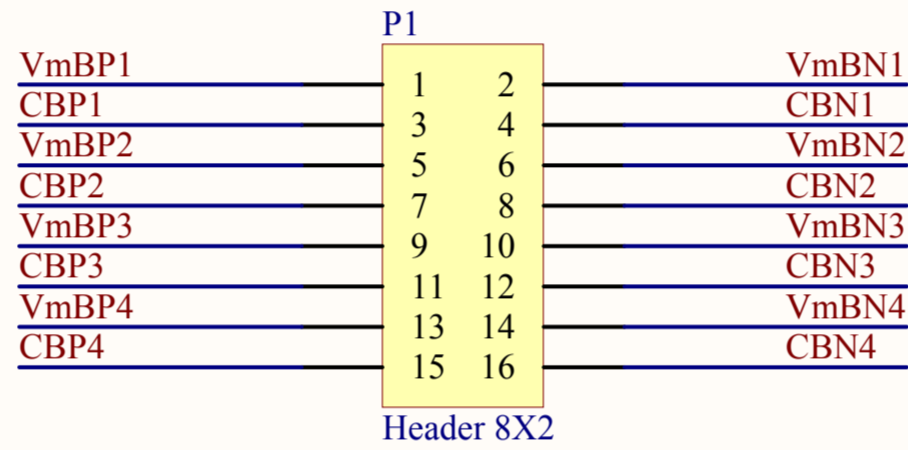 P1
VmBP1 1 2 VmBN1
CBP1 3 4 CBN1
VmBP2 5 6 VmBN2
CBP2 7 8 CBN2
VmBP3 9 10 VmBN3
CBP3 11 12 CBN3
VmBP4 13 14 VmBN4
CBP4 15 16 CBN4
Header 8X2